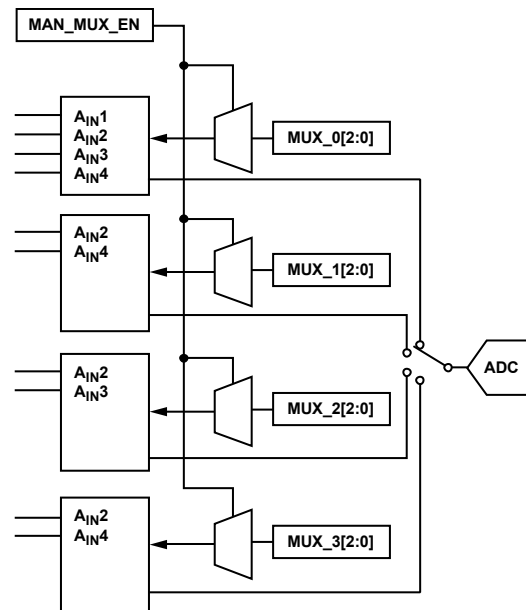 MAN_MUX_EN
AIN1
AIN2
AIN3
AIN4
MUX_0[2:0]
AIN2
AIN4
MUX_1[2:0]
ADC
AIN2
AIN3
MUX_2[2:0]
AIN2
AIN4
MUX_3[2:0]